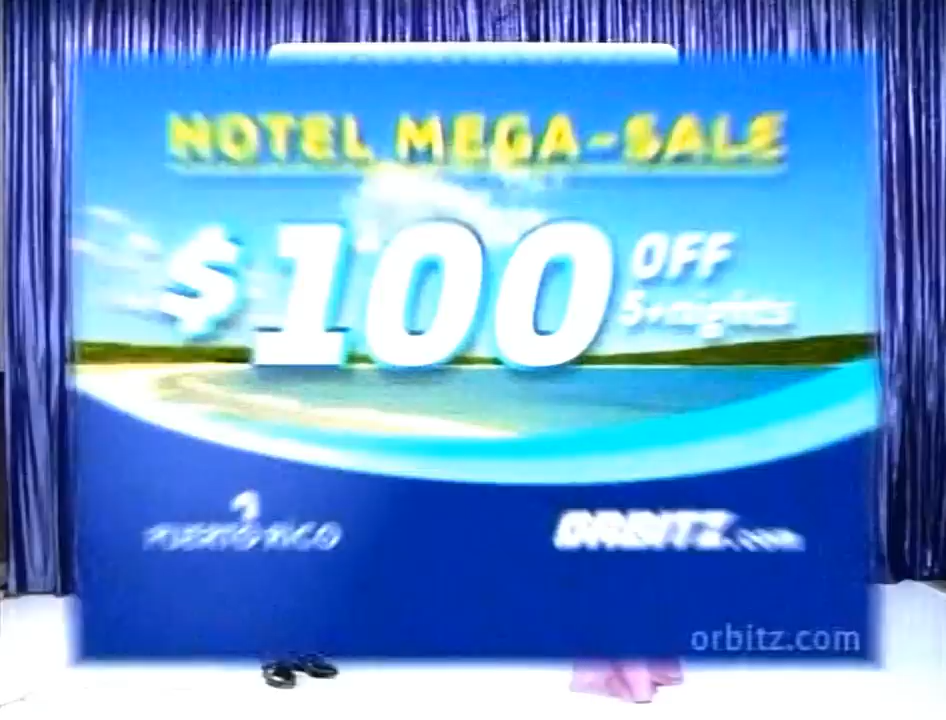 HOTEL MEGA-SALE
$100 OFF
5+nights
PUERTO RICO
ORBITZ.com
orbitz.com